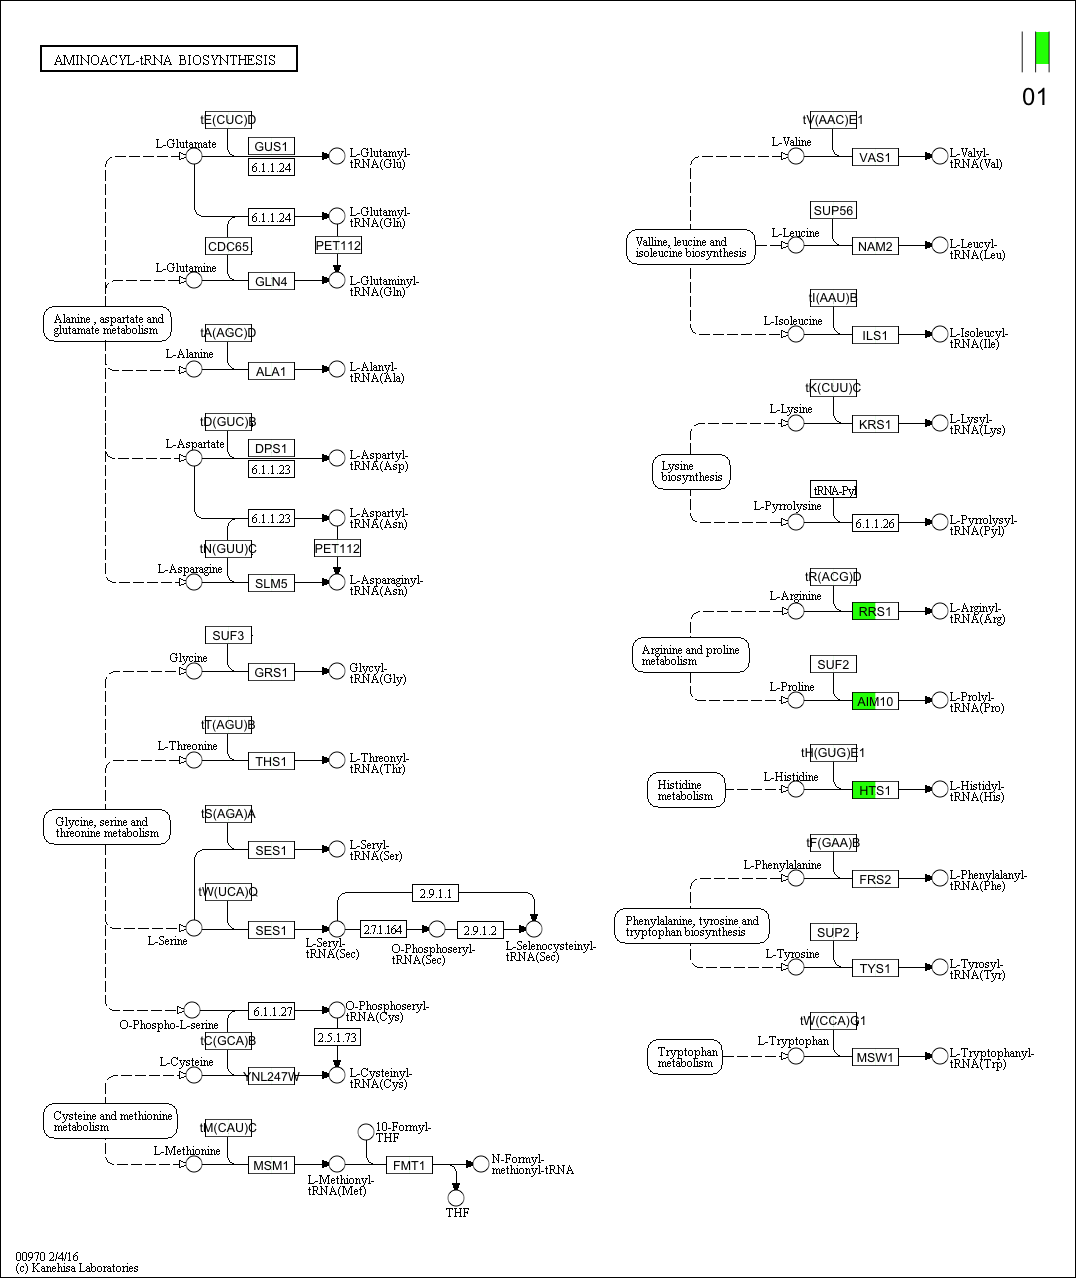 AMINOACYL-tRNA BIOSYNTHESIS
01
tE(CUC)D
L-Glutamate
GUS1
6.1.1.24
L-Glutamyl-
tRNA(Glu)
6.1.1.24
L-Glutamyl-
tRNA(Gln)
CDC65
PET112
L-Glutamine
GLN4
L-Glutaminyl-
tRNA(Gln)
Alanine , aspartate and
glutamate metabolism
tA(AGC)D
L-Alanine
ALA1
L-Alanyl-
tRNA(Ala)
tD(GUC)B
L-Aspartate
DPS1
6.1.1.23
L-Aspartyl-
tRNA(Asp)
6.1.1.23
L-Aspartyl-
tRNA(Asn)
tN(GUU)C
PET112
L-Asparagine
SLM5
L-Asparaginyl-
tRNA(Asn)
SUF3
Glycine
GRS1
Glycyl-
tRNA(Gly)
tT(AGU)B
L-Threonine
THS1
L-Threonyl-
tRNA(Thr)
Glycine, serine and
threonine metabolism
tS(AGA)A
SES1
L-Seryl-
tRNA(Ser)
tW(UCA)Q
L-Serine
SES1
L-Seryl-
tRNA(Sec)
2.9.1.1
2.7.1.164
O-Phosphoseryl-
tRNA(Sec)
2.9.1.2
L-Selenocysteinyl-
tRNA(Sec)
O-Phospho-L-serine
6.1.1.27
O-Phosphoseryl-
tRNA(Cys)
tC(GCA)B
2.5.1.73
L-Cysteine
YNL247W
L-Cysteinyl-
tRNA(Cys)
Cysteine and methionine
metabolism
tM(CAU)C
L-Methionine
MSM1
L-Methionyl-
tRNA(Met)
10-Formyl-
THF
FMT1
N-Formyl-
methionyl-tRNA
THF
tV(AAC)E1
L-Valine
VAS1
L-Valyl-
tRNA(Val)
SUP56
L-Leucine
NAM2
L-Leucyl-
tRNA(Leu)
Valline, leucine and
isoleucine biosynthesis
tI(AAU)B
L-Isoleucine
ILS1
L-Isoleucyl-
tRNA(Ile)
tK(CUU)C
L-Lysine
KRS1
L-Lysyl-
tRNA(Lys)
Lysine
biosynthesis
tRNA-Pyl
L-Pyrrolysine
6.1.1.26
L-Pyrrolysyl-
tRNA(Pyl)
tR(ACG)D
L-Arginine
RRS1
L-Arginyl-
tRNA(Arg)
Arginine and proline
metabolism
SUF2
L-Proline
AIM10
L-Prolyl-
tRNA(Pro)
tH(GUG)E1
Histidine
metabolism
L-Histidine
HTS1
L-Histidyl-
tRNA(His)
tF(GAA)B
L-Phenylalanine
FRS2
L-Phenylalanyl-
tRNA(Phe)
Phenylalanine, tyrosine and
tryptophan biosynthesis
SUP2
L-Tyrosine
TYS1
L-Tyrosyl-
tRNA(Tyr)
tW(CCA)G1
Tryptophan
metabolism
L-Tryptophan
MSW1
L-Tryptophanyl-
tRNA(Trp)
00970 2/4/16
(c) Kanehisa Laboratories